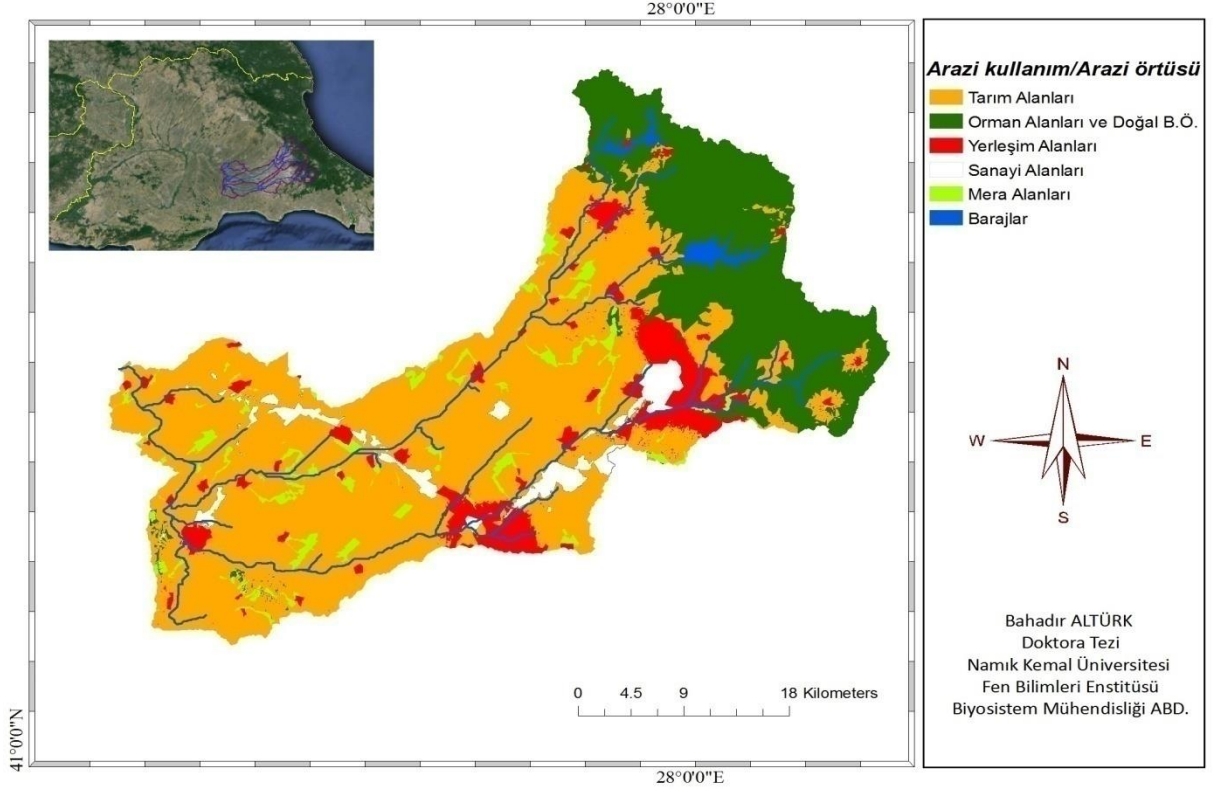 28°0'0"E
Arazi kullanım/Arazi örtüsü
Tarım Alanları
Orman Alanları ve Doğal B.Ö.
Yerleşim Alanları
Sanayi Alanları
Mera Alanları
Barajlar
N
W
E
S
Bahadır ALTÜRK
Doktora Tezi
Namık Kemal Üniversitesi
Fen Bilimleri Enstitüsü
Biyosistem Mühendisliği ABD.
0 4.5 9 18 Kilometers
41°0'0"N
28°0'0"E